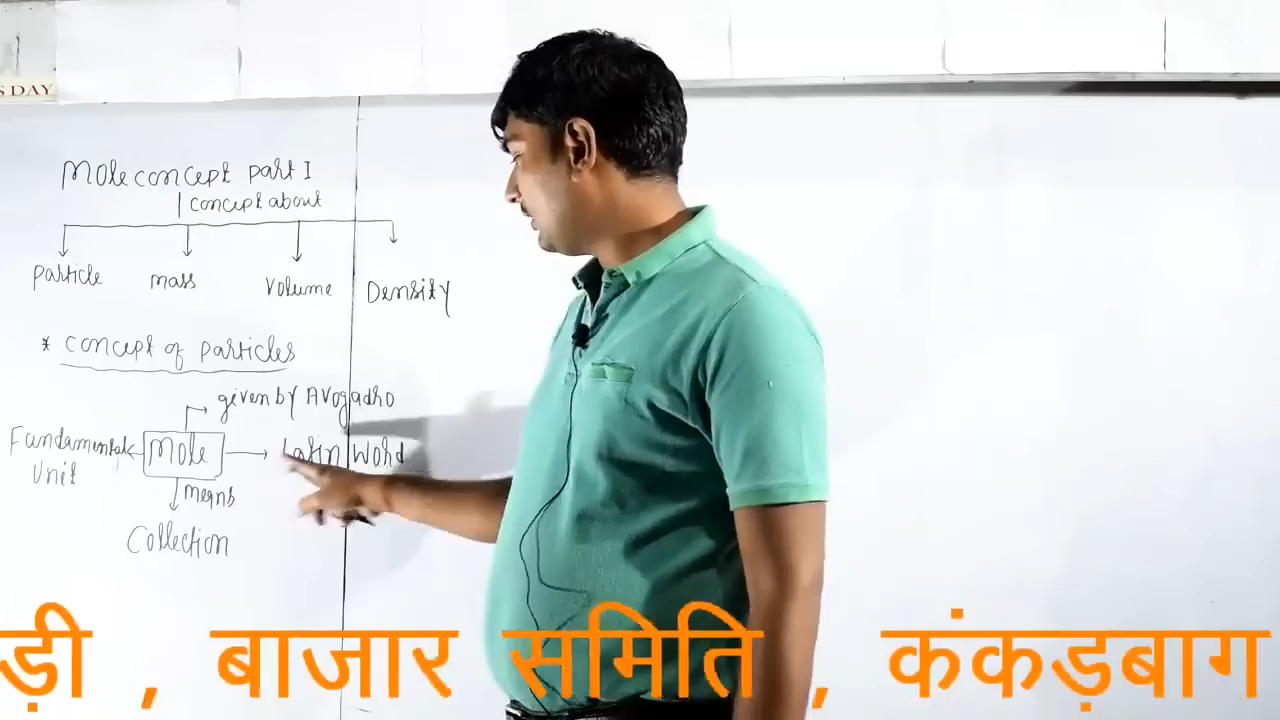 SDAY
Mole concept part I
concept about
particle mass volume Density
* concept of particles
given by Avogadro
Fundamental Mole Latin Word
Unit
means
Collection
ड़ी , बाजार समिति , कंकड़बाग